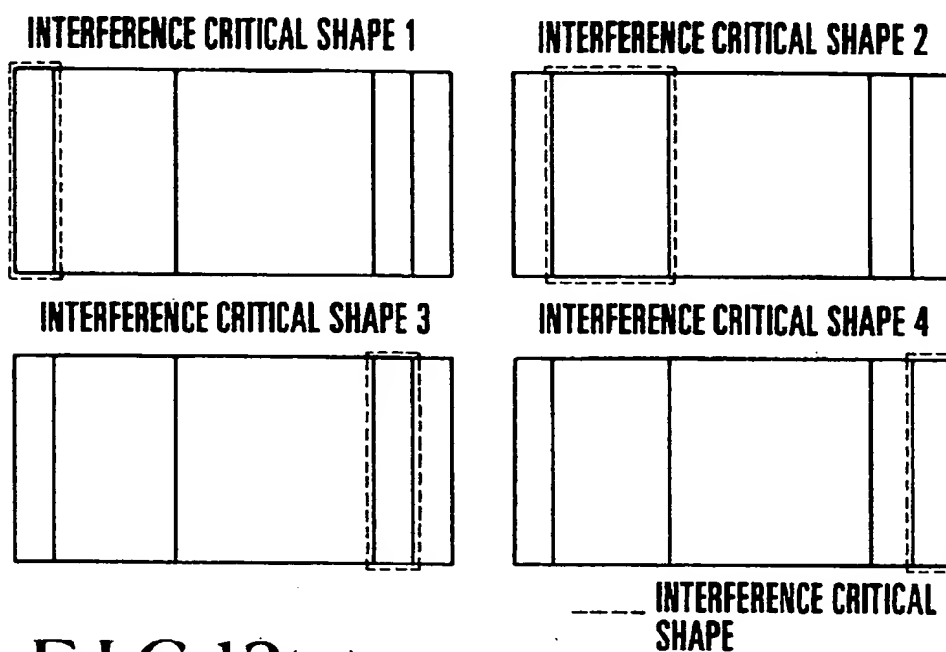 INTERFERENCE CRITICAL SHAPE 1
INTERFERENCE CRITICAL SHAPE 2
INTERFERENCE CRITICAL SHAPE 3
INTERFERENCE CRITICAL SHAPE 4
INTERFERENCE CRITICAL
SHAPE